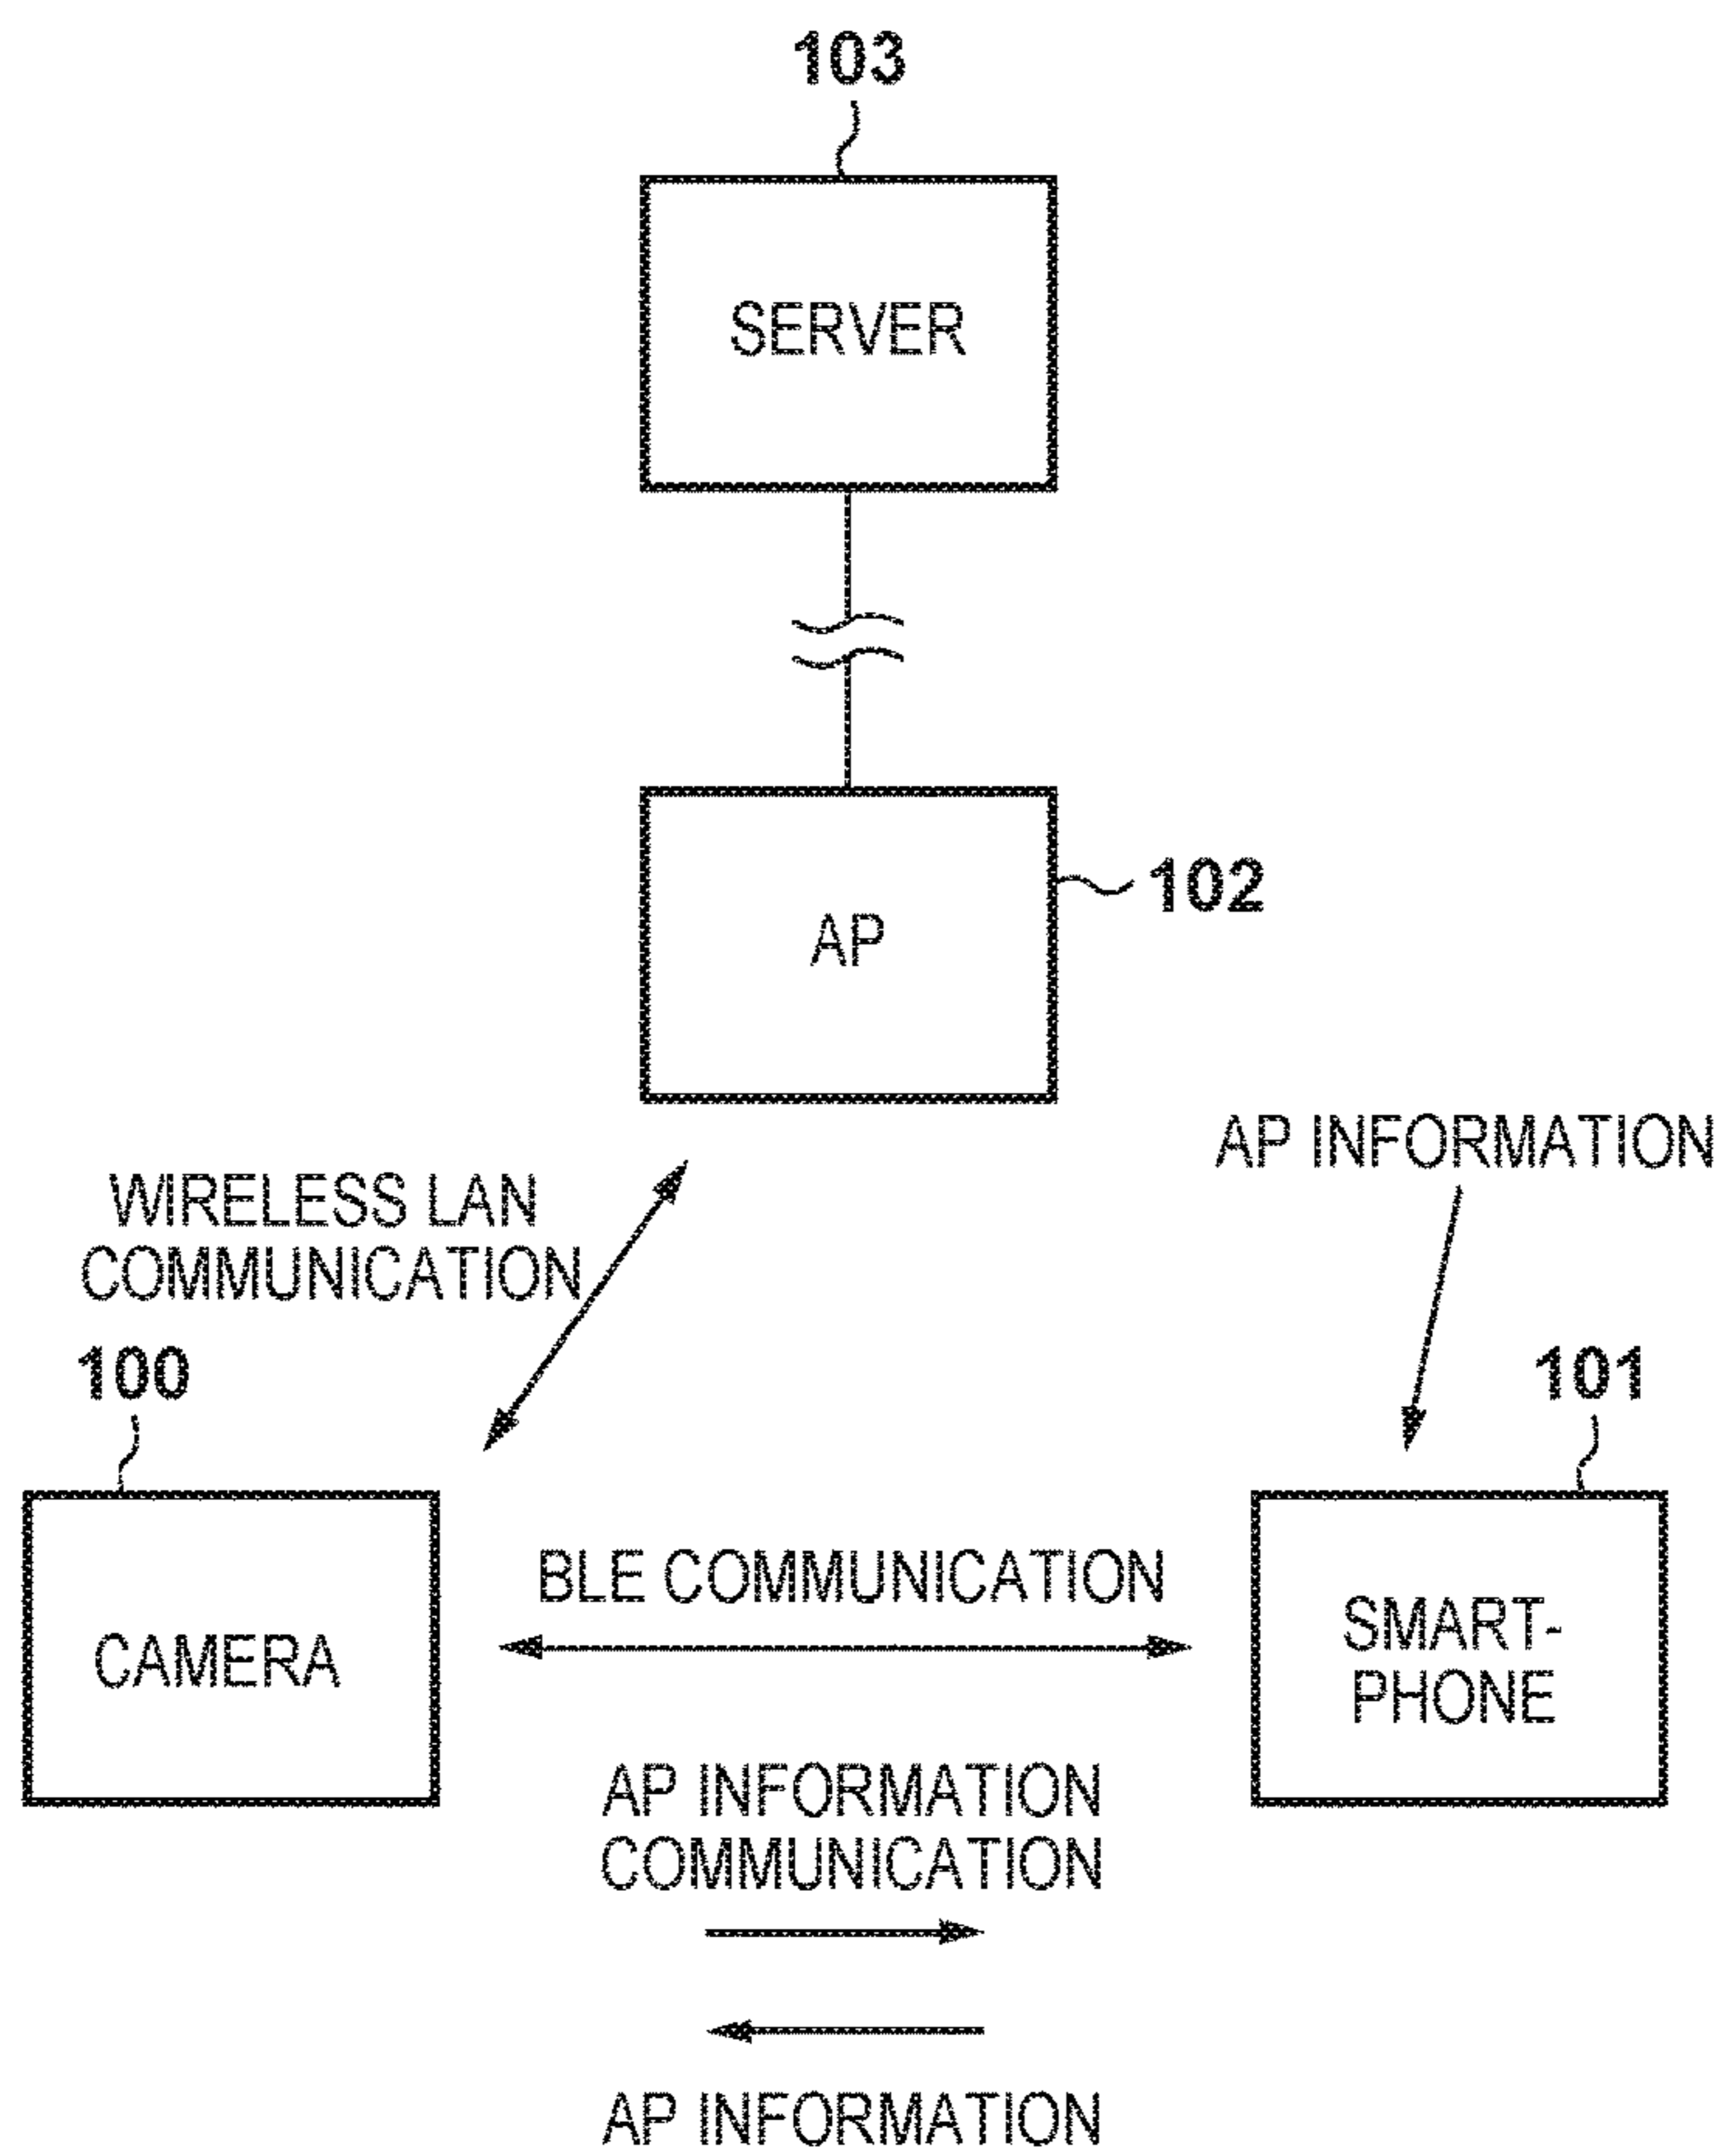 103
SERVER
102
AP
AP INFORMATION
WIRELESS LAN
COMMUNICATION
100
101
BLE COMMUNICATION
CAMERA
SMART-
PHONE
AP INFORMATION
COMMUNICATION
AP INFORMATION